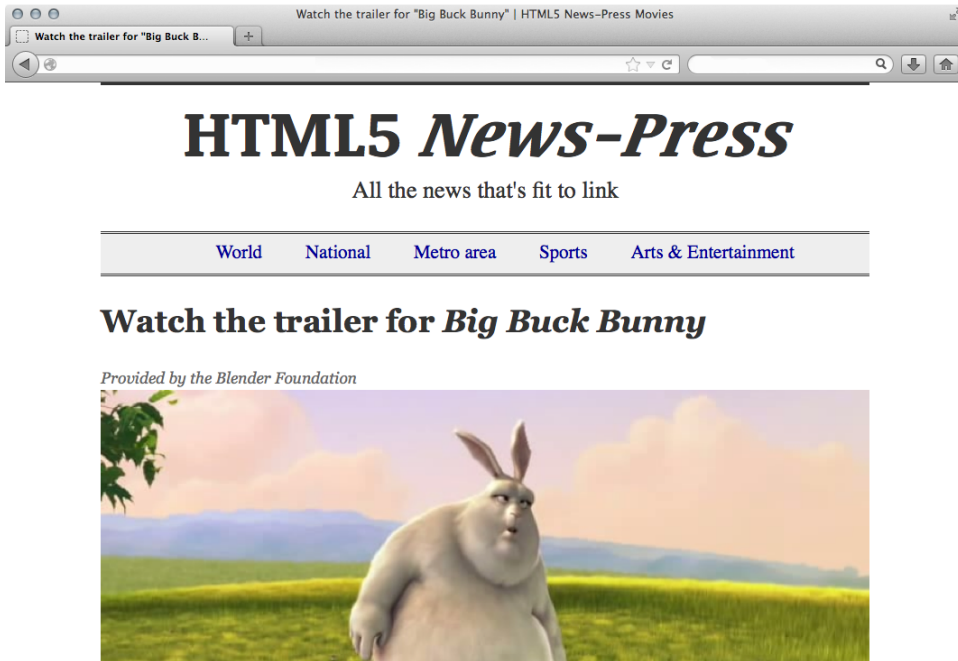 Watch the trailer for "Big Buck Bunny" | HTML5 News-Press Movies
Watch the trailer for "Big Buck B...
HTML5 News-Press
All the news that's fit to link
World National Metro area Sports Arts & Entertainment
Watch the trailer for Big Buck Bunny
Provided by the Blender Foundation